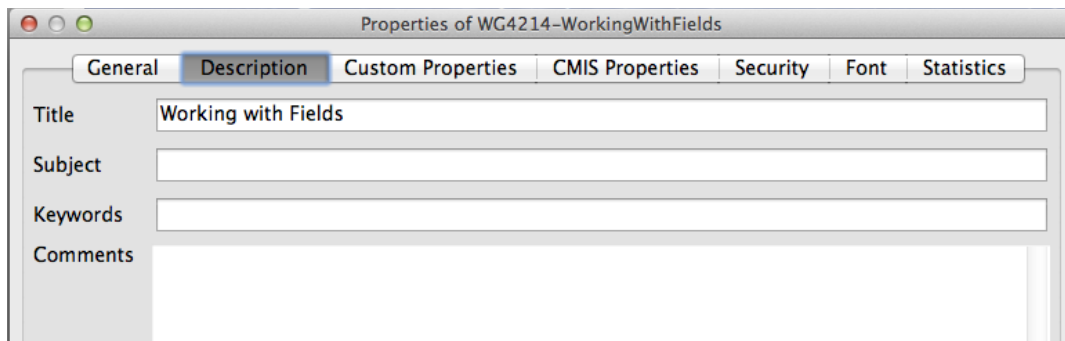 Properties of WG4214-WorkingWithFields
General Description Custom Properties CMIS Properties Security Font Statistics
Title Working with Fields
Subject
Keywords
Comments